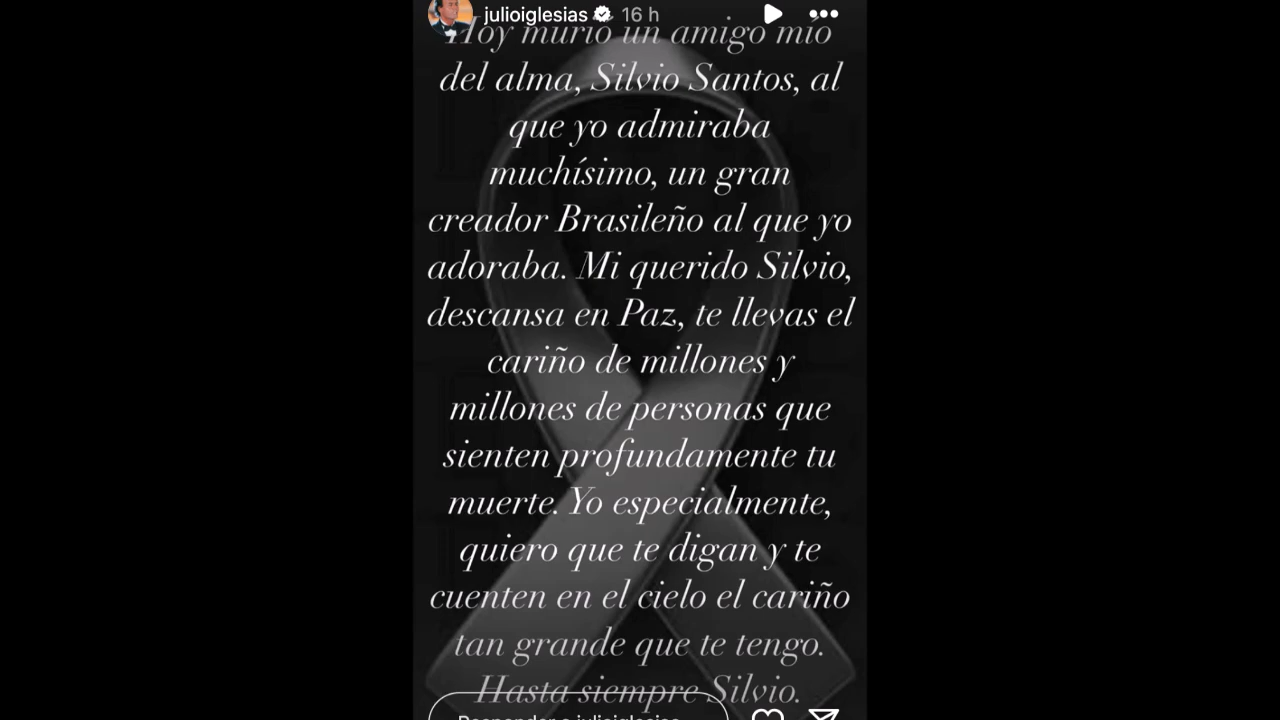 julioiglesias 16 h
Hoy murió un amigo mío
del alma, Silvio Santos, al
que yo admiraba
muchísimo, un gran
creador Brasileño al que yo
adoraba. Mi querido Silvio,
descansa en Paz, te llevas el
cariño de millones y
millones de personas que
sienten profundamente tu
muerte. Yo especialmente,
quiero que te digan y te
cuenten en el cielo el cariño
tan grande que te tengo.
Hasta siempre Silvio.
Responder a julioiglesias...